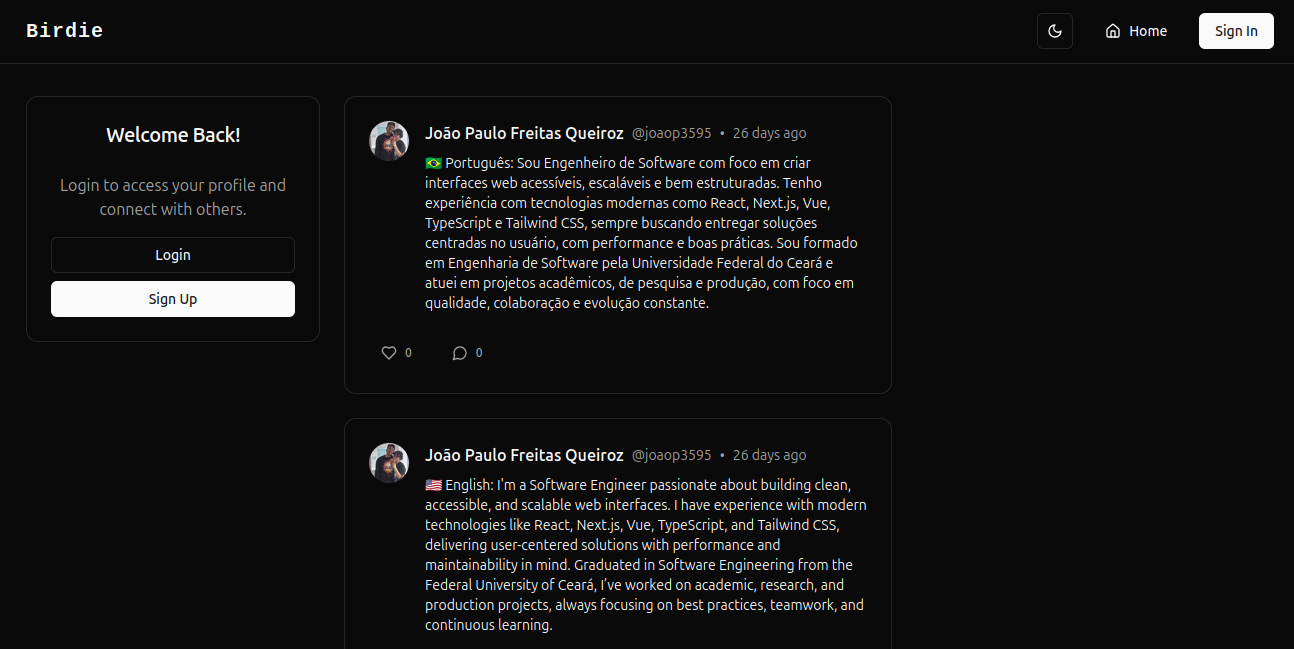 Birdie
Home
Sign In
Welcome Back!
Login to access your profile and
connect with others.
Login
Sign Up
João Paulo Freitas Queiroz @joaop3595 • 26 days ago
🇧🇷 Português: Sou Engenheiro de Software com foco em criar
interfaces web acessíveis, escaláveis e bem estruturadas. Tenho
experiência com tecnologias modernas como React, Next.js, Vue,
TypeScript e Tailwind CSS, sempre buscando entregar soluções
centradas no usuário, com performance e boas práticas. Sou formado
em Engenharia de Software pela Universidade Federal do Ceará e
atuei em projetos acadêmicos, de pesquisa e produção, com foco em
qualidade, colaboração e evolução constante.
0 0
João Paulo Freitas Queiroz @joaop3595 • 26 days ago
🇺🇸 English: I'm a Software Engineer passionate about building clean,
accessible, and scalable web interfaces. I have experience with modern
technologies like React, Next.js, Vue, TypeScript, and Tailwind CSS,
delivering user-centered solutions with performance and
maintainability in mind. Graduated in Software Engineering from the
Federal University of Ceará, I’ve worked on academic, research, and
production projects, always focusing on best practices, teamwork, and
continuous learning.